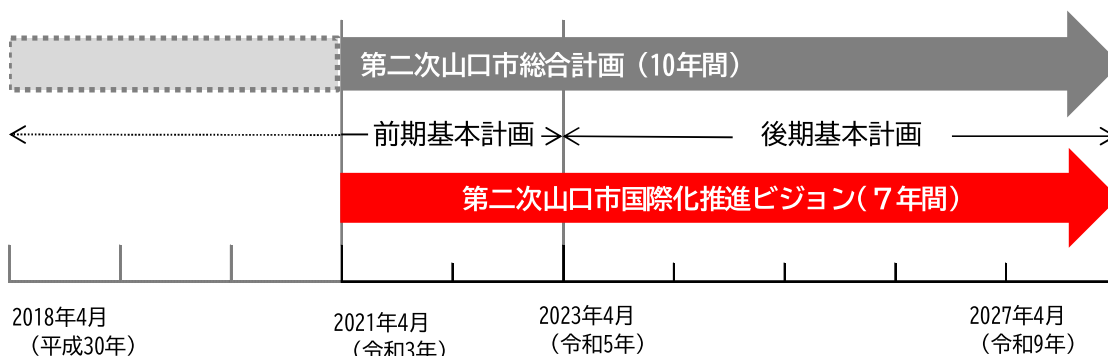 第二次山口市総合計画（10年間）
前期基本計画
後期基本計画
第二次山口市国際化推進ビジョン(７年間）
2018年4月
（平成30年）
2021年4月
（令和3年）
2023年4月
（令和5年）
2027年4月
（令和9年）